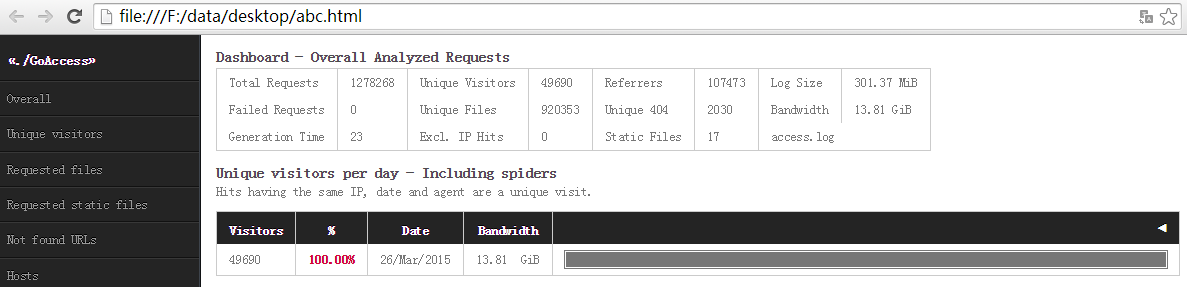 file:///F:/data/desktop/abc.html
«./GoAccess»
Overall
Unique visitors
Requested files
Requested static files
Not found URLs
Hosts
Dashboard - Overall Analyzed Requests
Total Requests 1278268 Unique Visitors 49690 Referrers 107473 Log Size 301.37 MiB
Failed Requests 0 Unique Files 920353 Unique 404 2030 Bandwidth 13.81 GiB
Generation Time 23 Excl. IP Hits 0 Static Files 17 access.log
Unique visitors per day - Including spiders
Hits having the same IP, date and agent are a unique visit.
Visitors % Date Bandwidth ◀
49690 100.00% 26/Mar/2015 13.81 GiB